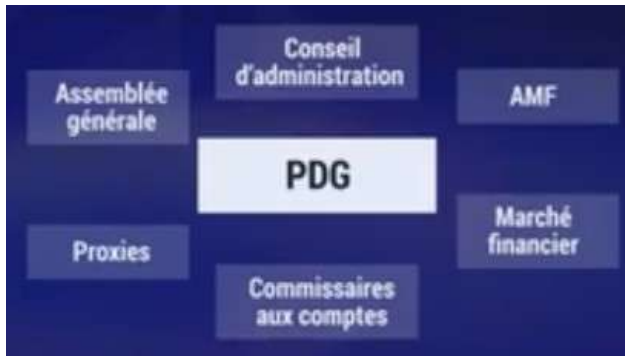 Conseil
d'administration
Assemblée
générale
AMF
PDG
Marché
financier
Proxies
Commissaires
aux comptes